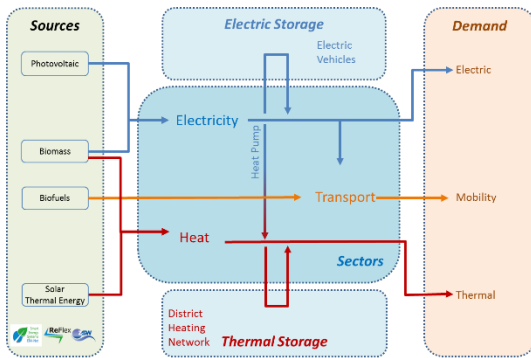 Sources
Electric Storage
Demand
Photovoltaic
Electric
Vehicles
Electric
Electricity
Biomass
Heat Pump
Biofuels
Transport
Mobility
Heat
Sectors
Solar
Thermal Energy
Thermal
District
Heating
Network
Thermal Storage
ReFlex